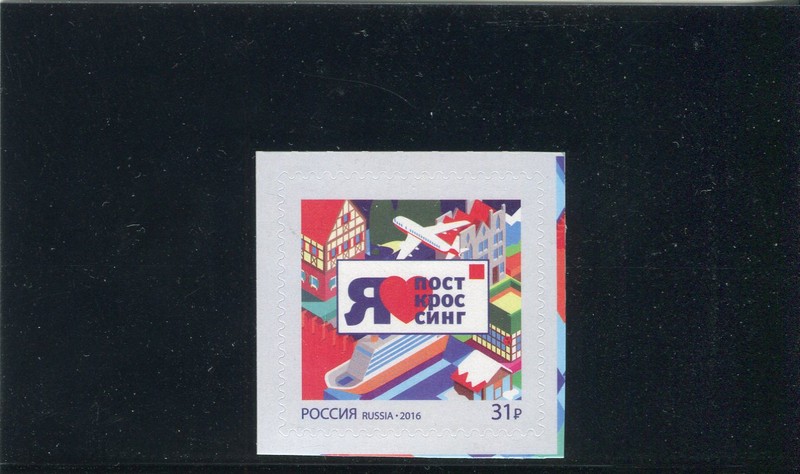 Я
пост
крос
синг
РОССИЯ RUSSIA • 2016 31₽